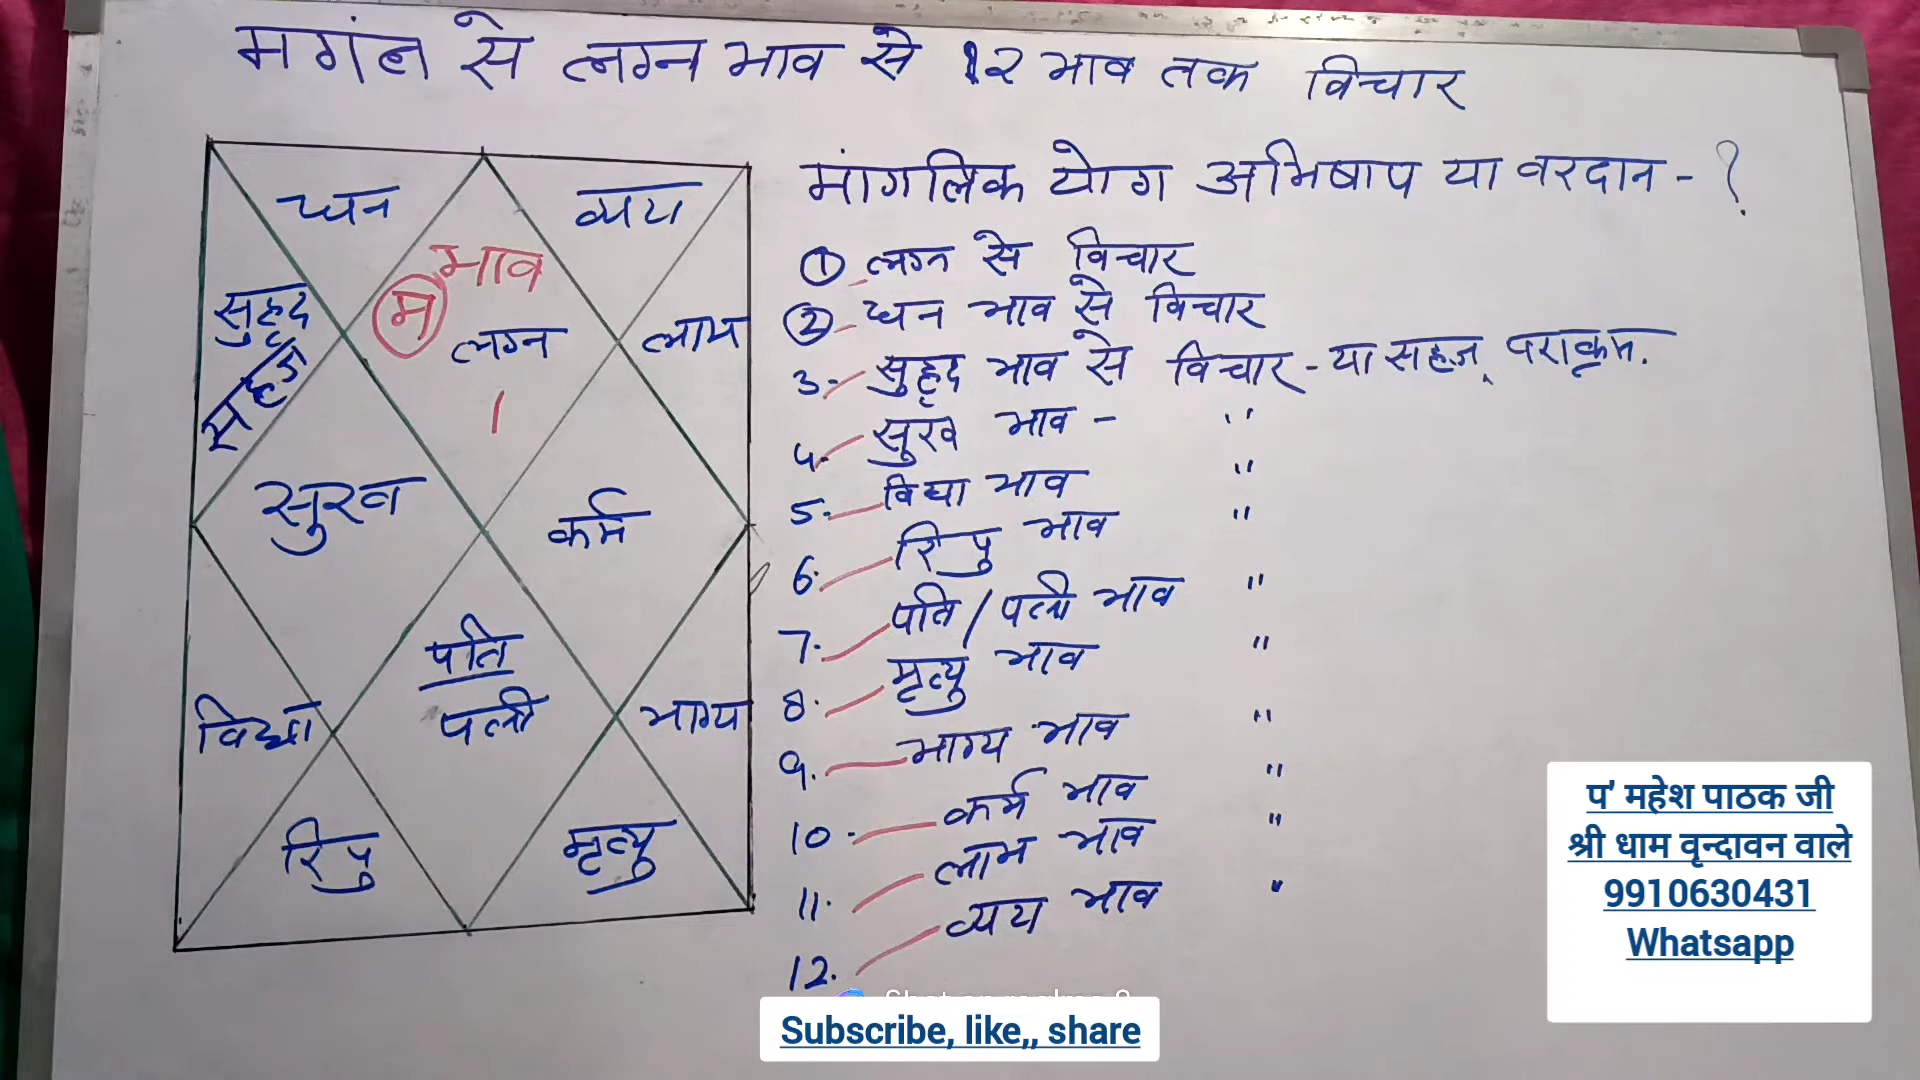 मगंल से लग्न भाव से १२ भाव तक विचार
मांगलिक योग अभिषाप या वरदान - ?
धन
व्यय
भाव
म
लग्न
1
सुहृद
सहज
लाभ
सुख
कर्म
पति
पत्नी
विद्या
भाग्य
रिपु
मृत्यु
① लग्न से विचार
② धन भाव से विचार
3- सुहृद भाव से विचार - या सहज, पराक्रम.
4- सुख भाव - "
5- विद्या भाव "
6. रिपु भाव "
7. पति / पत्नी भाव "
8. मृत्यु भाव "
9. भाग्य भाव "
10 - कर्म भाव "
11. लाभ भाव "
12. व्यय भाव "
प' महेश पाठक जी
श्री धाम वृन्दावन वाले
9910630431
Whatsapp
Subscribe, like,, share